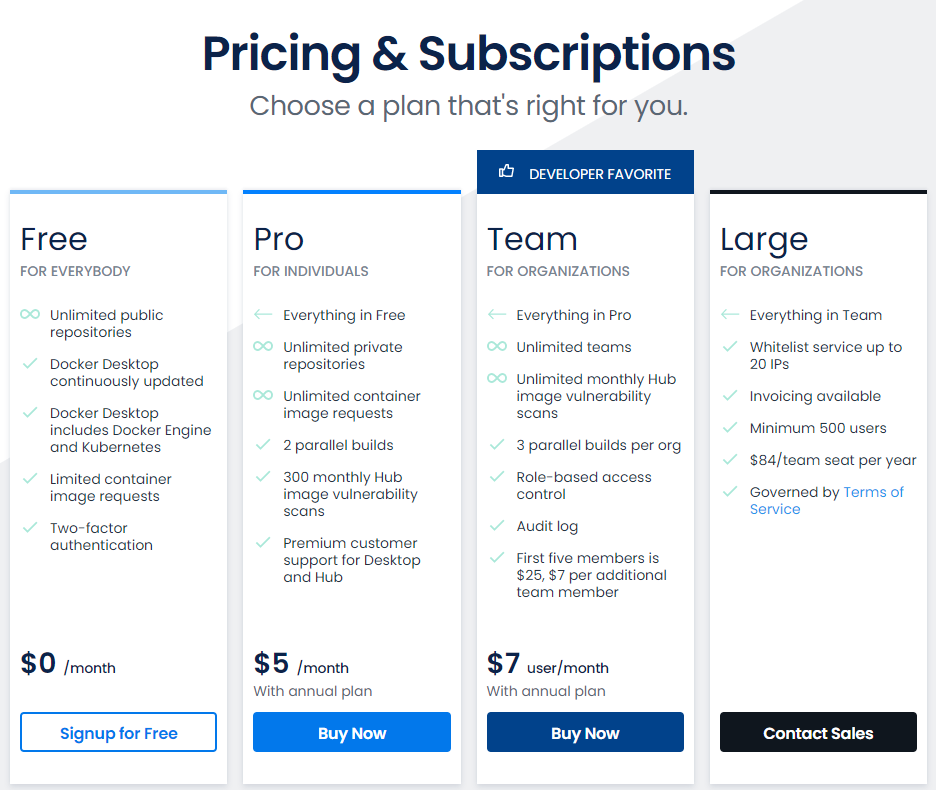 Pricing & Subscriptions
Choose a plan that's right for you.
Free
FOR EVERYBODY
Unlimited public
repositories
Docker Desktop
continuously updated
Docker Desktop
includes Docker Engine
and Kubernetes
Limited container
image requests
Two-factor
authentication
$0 /month
Signup for Free
Pro
FOR INDIVIDUALS
Everything in Free
Unlimited private
repositories
Unlimited container
image requests
2 parallel builds
300 monthly Hub
image vulnerability
scans
Premium customer
support for Desktop
and Hub
$5 /month
With annual plan
Buy Now
DEVELOPER FAVORITE
Team
FOR ORGANIZATIONS
Everything in Pro
Unlimited teams
Unlimited monthly Hub
image vulnerability
scans
3 parallel builds per org
Role-based access
control
Audit log
First five members is
$25, $7 per additional
team member
$7 user/month
With annual plan
Buy Now
Large
FOR ORGANIZATIONS
Everything in Team
Whitelist service up to
20 IPs
Invoicing available
Minimum 500 users
$84/team seat per year
Governed by Terms of
Service
Contact Sales